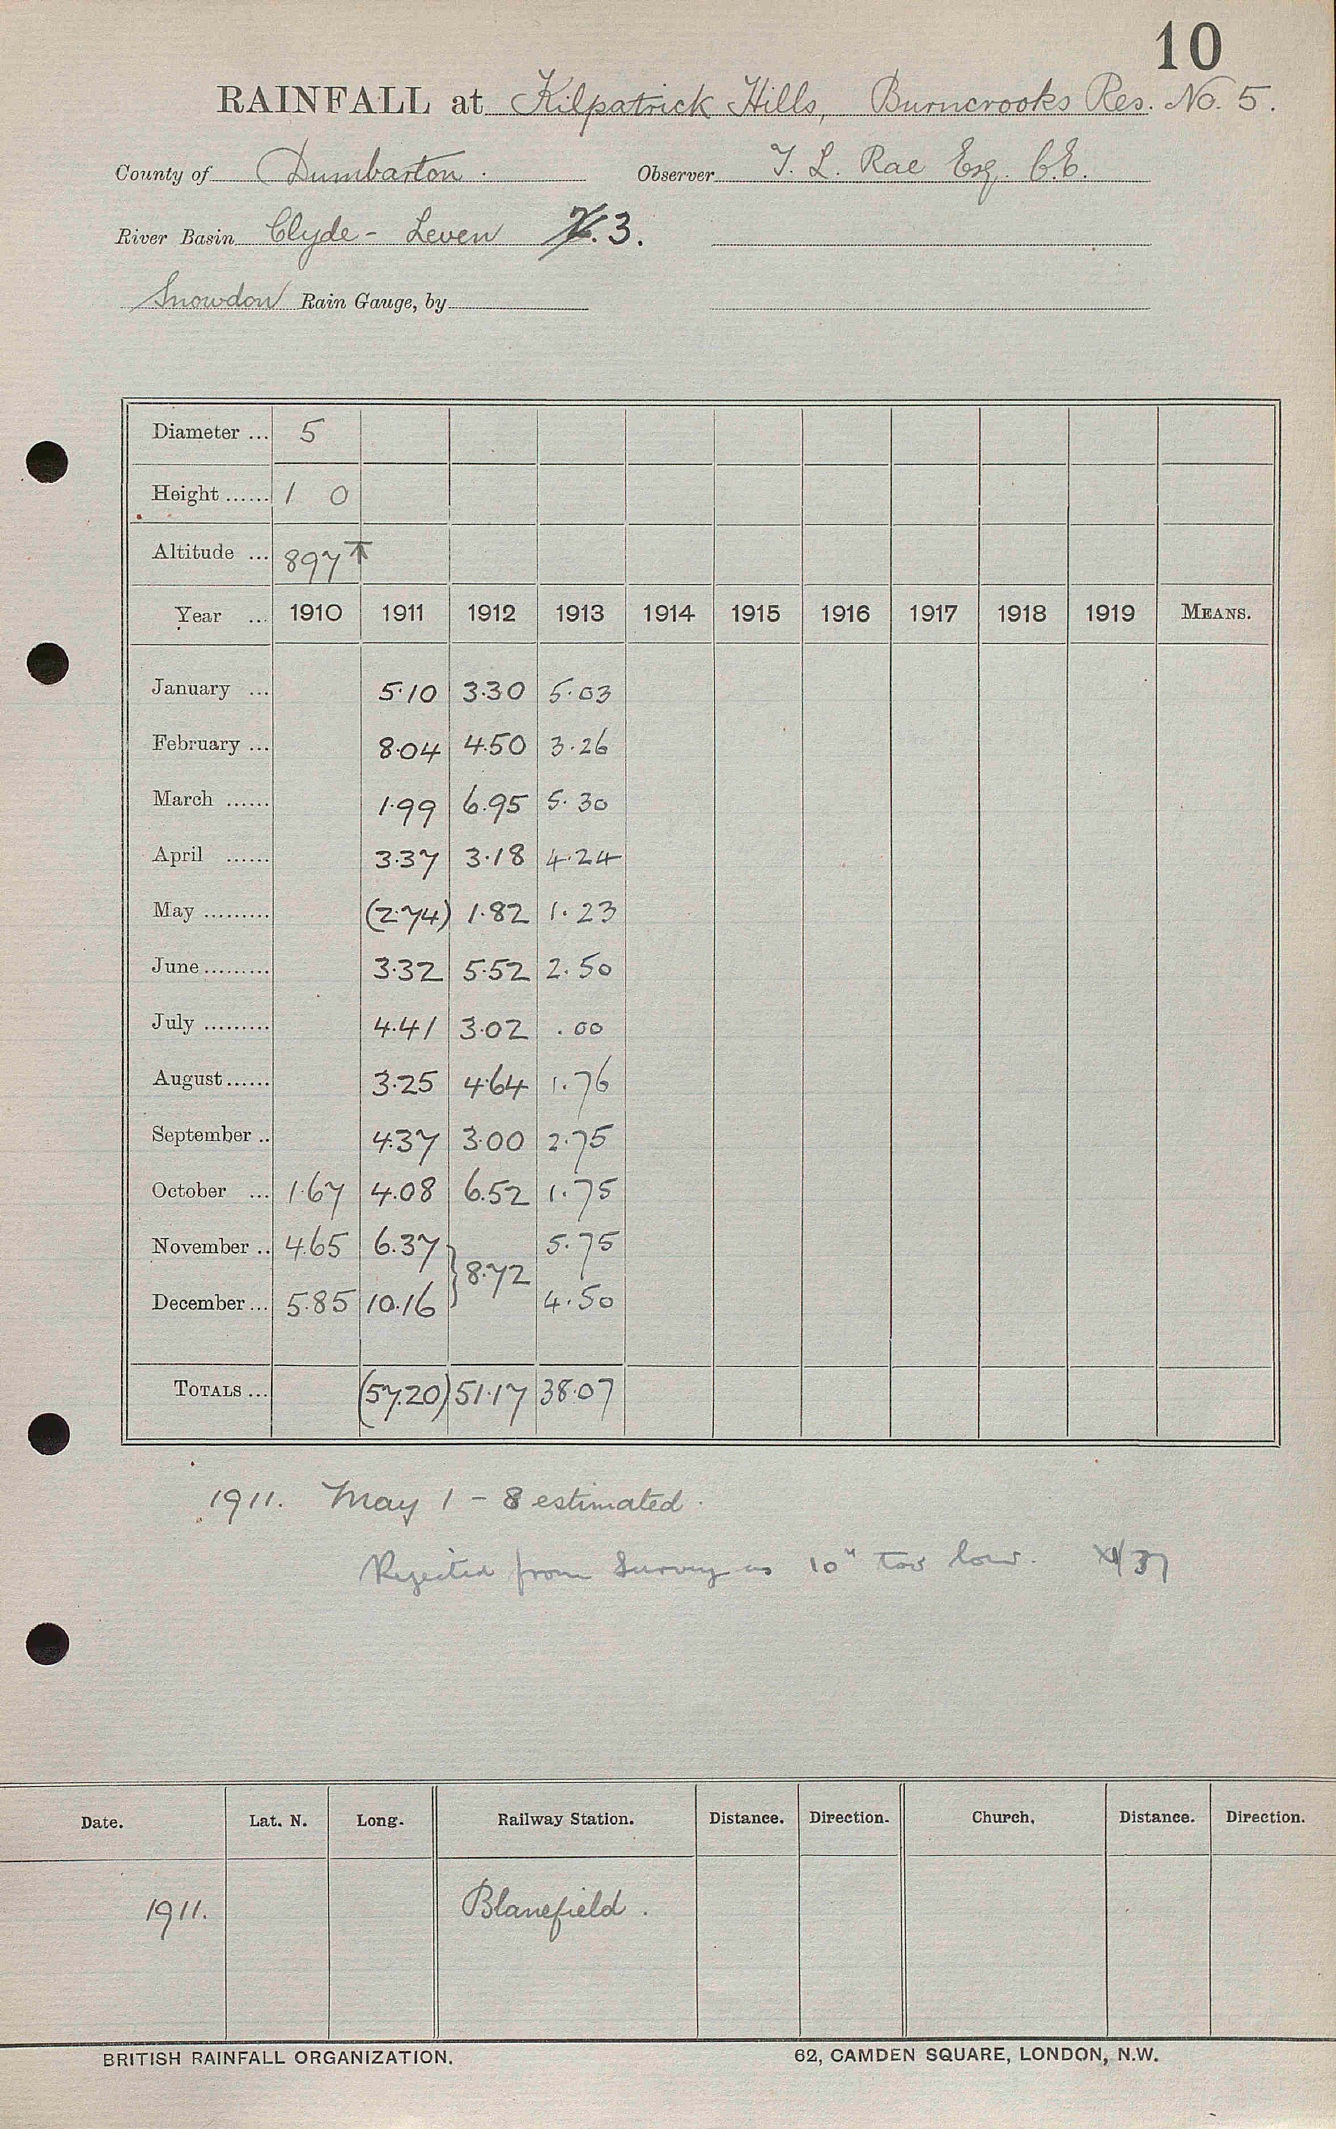 10
RAINFALL at Kilpatrick Hills, Burncrooks Res. No. 5.
County of Dumbarton. Observer T. L. Rae Esq. C.E.
River Basin Clyde - Leven 3.
Snowdon Rain Gauge, by
Diameter ... 5
Height ...... 1 0
Altitude ... 897 T
Year ... 1910 1911 1912 1913 1914 1915 1916 1917 1918 1919 MEANS.
January ... 5.10 3.30 5.03
February ... 8.04 4.50 3.26
March ...... 1.99 6.95 5.30
April ...... 3.37 3.18 4.24
May ......... (2.74) 1.82 1.23
June ......... 3.32 5.52 2.50
July ......... 4.41 3.02 .00
August ...... 3.25 4.64 1.76
September .. 4.37 3.00 2.75
October ... 1.67 4.08 6.52 1.75
November .. 4.65 6.37 5.75
} 8.72
December ... 5.85 10.16 4.50
TOTALS ... (57.20) 51.17 38.07
1911. May 1 - 8 estimated.
Rejected from Survey as 10" too low. XI/37
Date. Lat. N. Long. Railway Station. Distance. Direction. Church. Distance. Direction.
1911. Blanefield.
BRITISH RAINFALL ORGANIZATION. 62, CAMDEN SQUARE, LONDON, N.W.